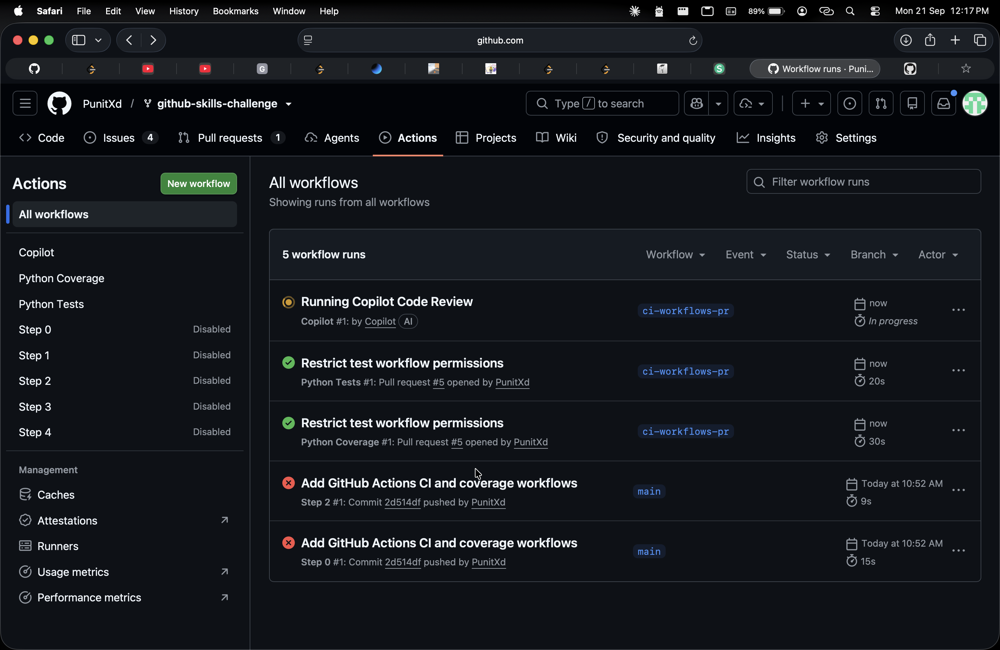 Safari File Edit View History Bookmarks Window Help 89% Mon 21 Sep 12:17 PM
github.com
G S Workflow runs · Puni...
PunitXd / github-skills-challenge Type / to search
Code Issues 4 Pull requests 1 Agents Actions Projects Wiki Security and quality Insights Settings
Actions New workflow
All workflows
Copilot
Python Coverage
Python Tests
Step 0 Disabled
Step 1 Disabled
Step 2 Disabled
Step 3 Disabled
Step 4 Disabled
Management
Caches
Attestations
Runners
Usage metrics
Performance metrics
All workflows
Showing runs from all workflows
Filter workflow runs
5 workflow runs Workflow Event Status Branch Actor
Running Copilot Code Review
Copilot #1: by Copilot AI
ci-workflows-pr
now
In progress
Restrict test workflow permissions
Python Tests #1: Pull request #5 opened by PunitXd
ci-workflows-pr
now
20s
Restrict test workflow permissions
Python Coverage #1: Pull request #5 opened by PunitXd
ci-workflows-pr
now
30s
Add GitHub Actions CI and coverage workflows
Step 2 #1: Commit 2d514df pushed by PunitXd
main
Today at 10:52 AM
9s
Add GitHub Actions CI and coverage workflows
Step 0 #1: Commit 2d514df pushed by PunitXd
main
Today at 10:52 AM
15s